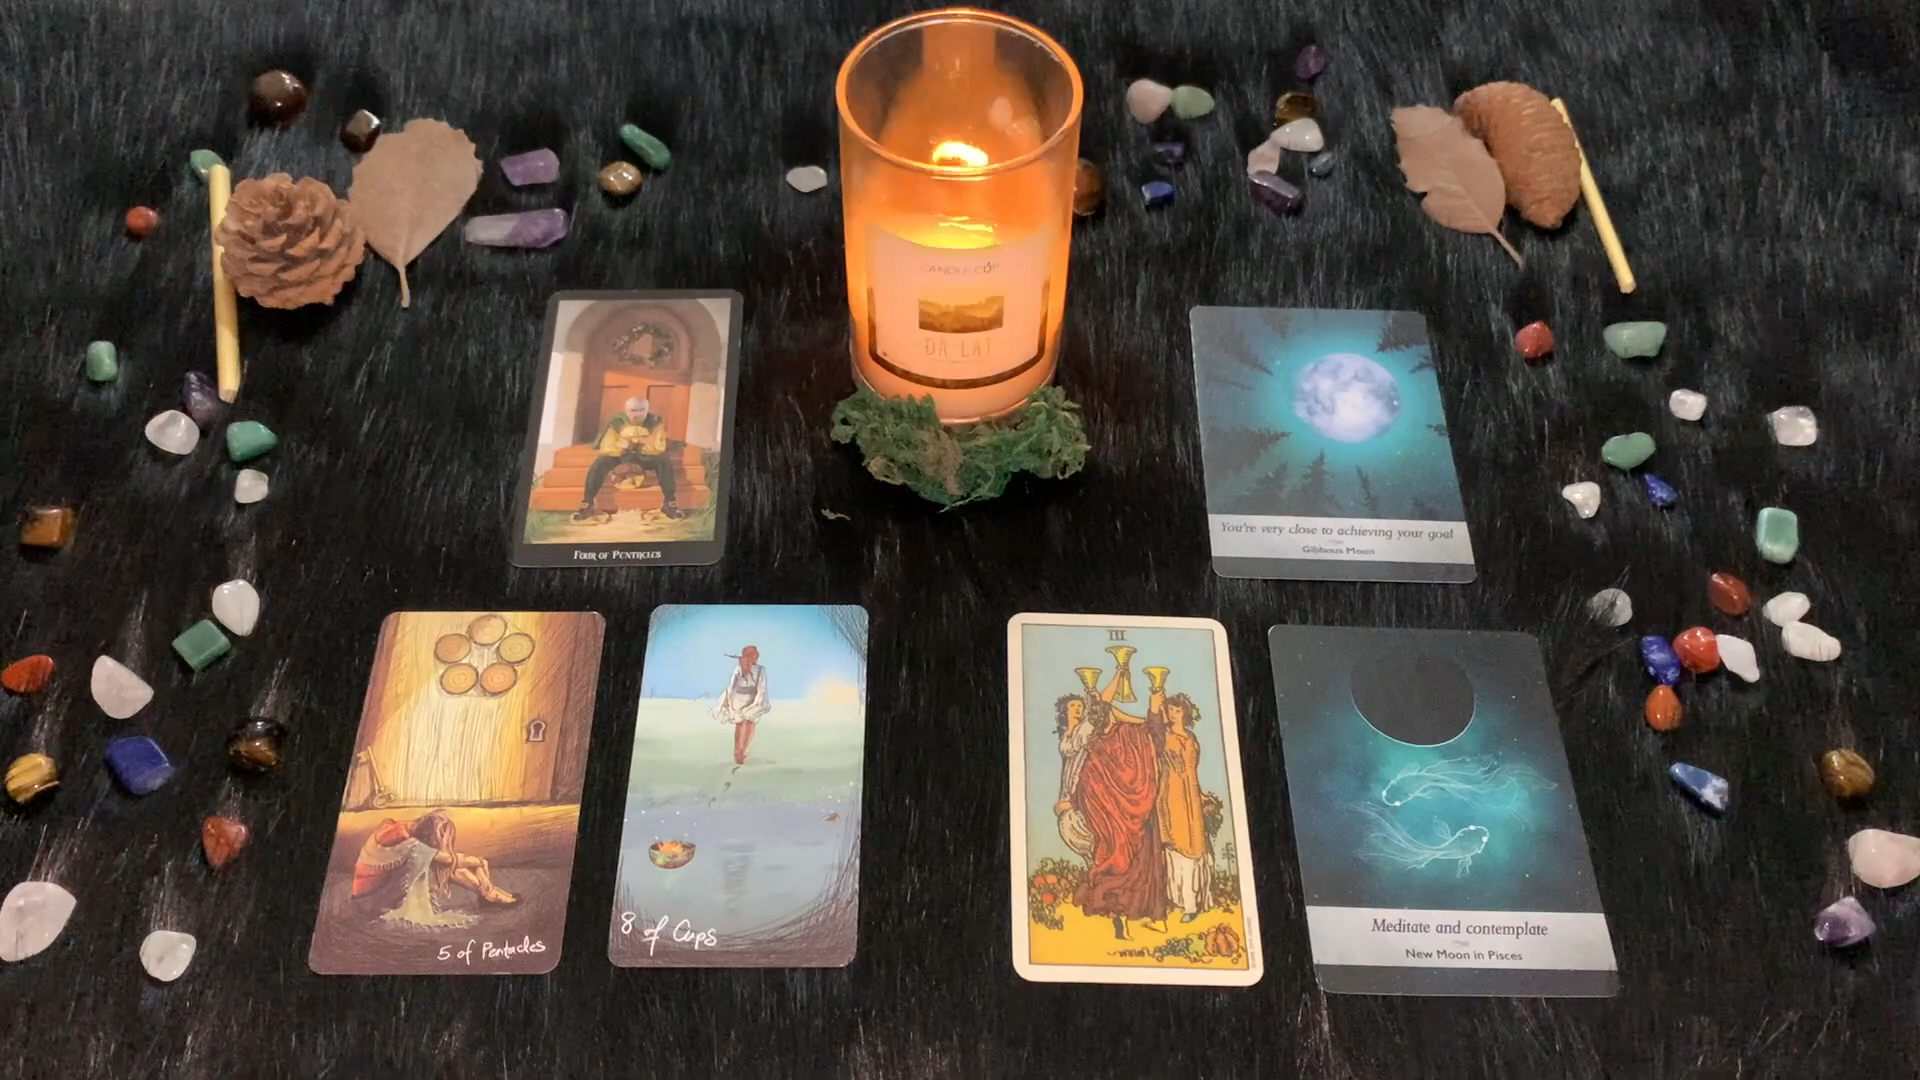 CANDLE CUP
ĐÀ LẠT
FOUR OF PENTACLES
You're very close to achieving your goal
Gibbous Moon
5 of Pentacles
8 of Cups
III
Meditate and contemplate
New Moon in Pisces